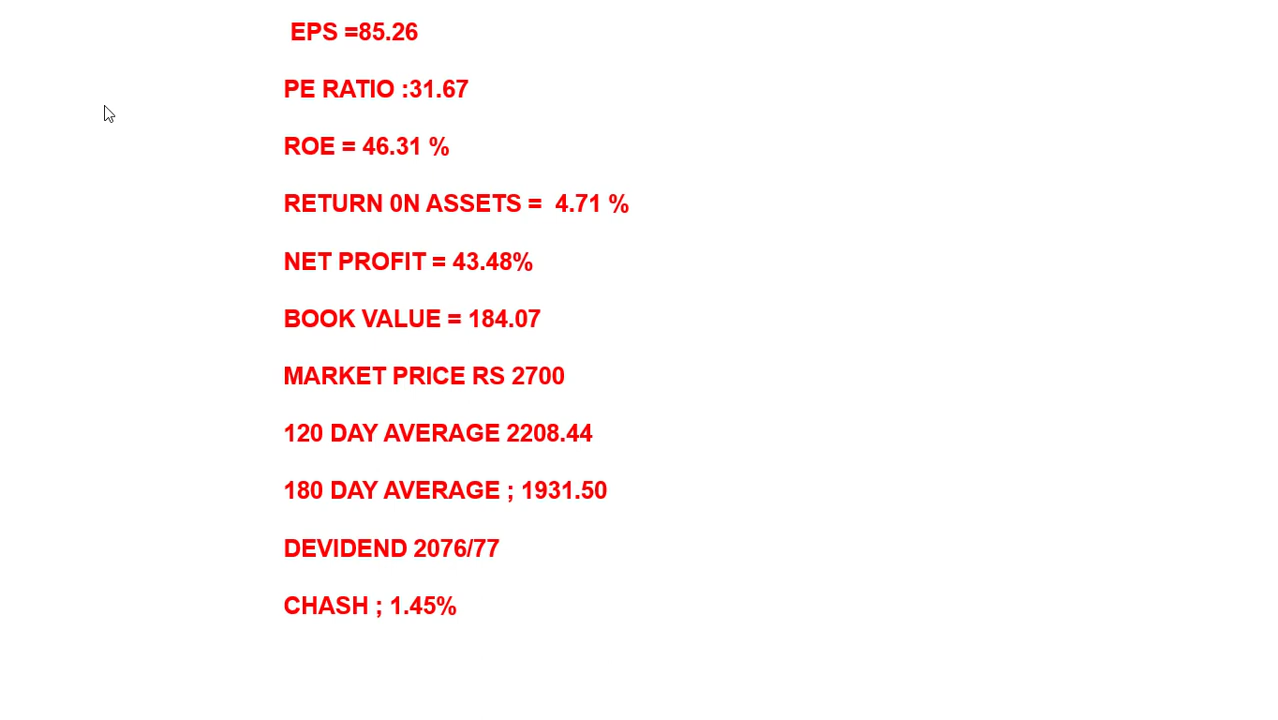 EPS =85.26
PE RATIO :31.67
ROE = 46.31 %
RETURN 0N ASSETS = 4.71 %
NET PROFIT = 43.48%
BOOK VALUE = 184.07
MARKET PRICE RS 2700
120 DAY AVERAGE 2208.44
180 DAY AVERAGE ; 1931.50
DEVIDEND 2076/77
CHASH ; 1.45%